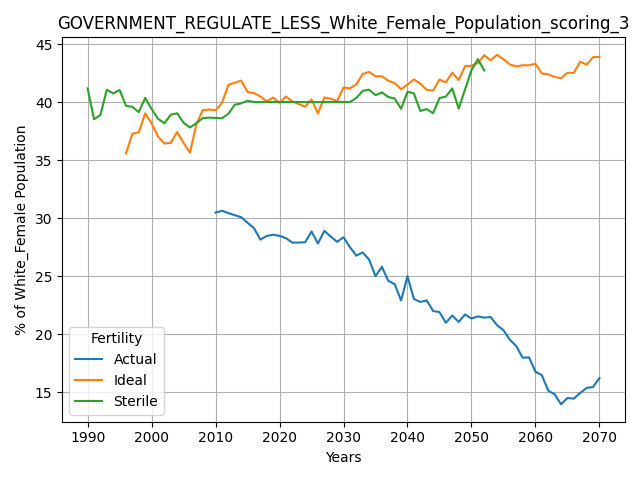 GOVERNMENT_REGULATE_LESS_White_Female_Population_scoring_3
45
40
35
30
25
20
15
% of White_Female Population
Fertility
Actual
Ideal
Sterile
1990 2000 2010 2020 2030 2040 2050 2060 2070
Years